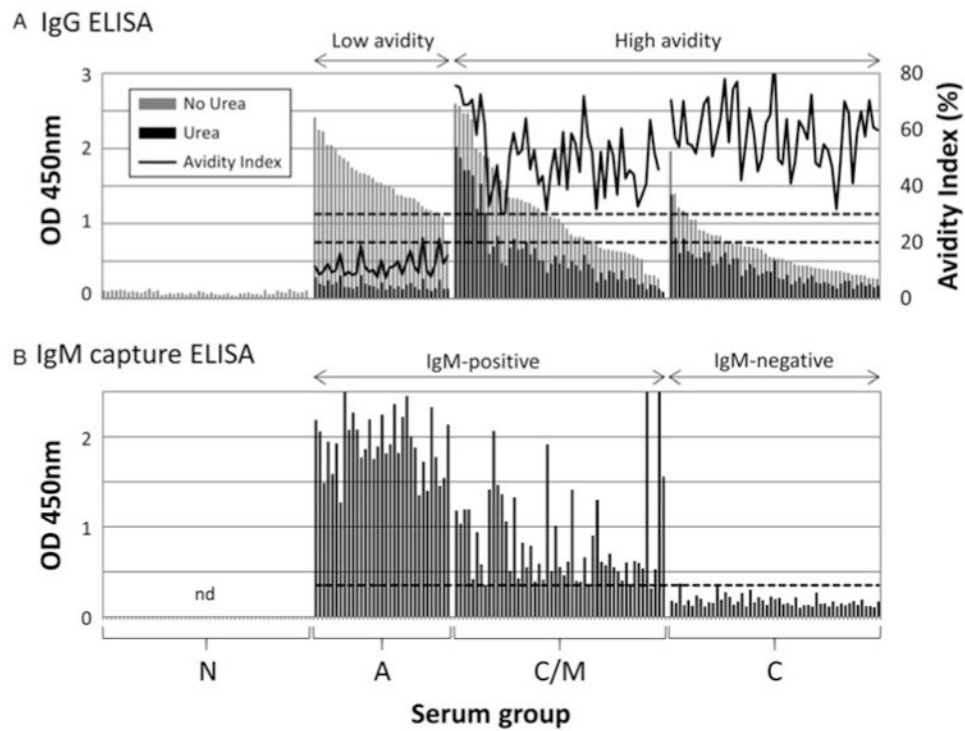 A IgG ELISA
Low avidity
High avidity
3
2
1
0
OD 450nm
No Urea
Urea
Avidity Index
80
60
40
20
0
Avidity Index (%)
B IgM capture ELISA
IgM-positive
IgM-negative
2
1
0
OD 450nm
nd
N A C/M C
Serum group